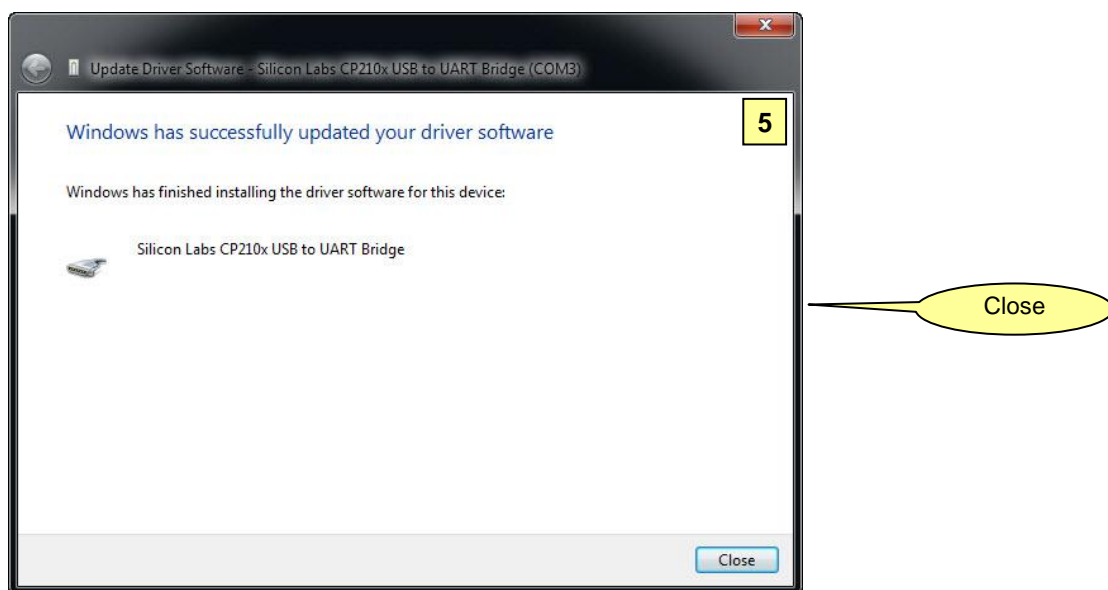 Update Driver Software - Silicon Labs CP210x USB to UART Bridge (COM3)
5
Windows has successfully updated your driver software
Windows has finished installing the driver software for this device:
Silicon Labs CP210x USB to UART Bridge
Close
Close